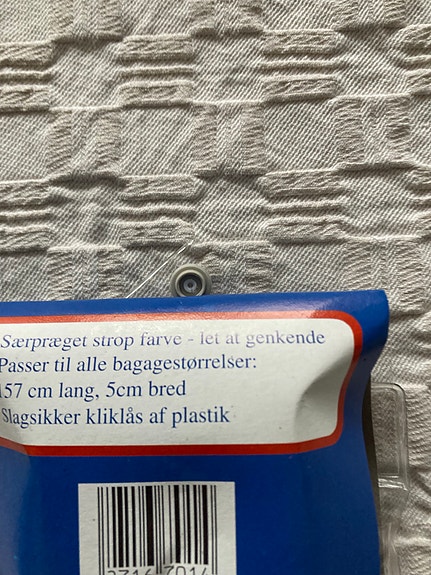 Særpræget strop farve - let at genkende
Passer til alle bagagestørrelser:
157 cm lang, 5cm bred
Slagsikker kliklås af plastik